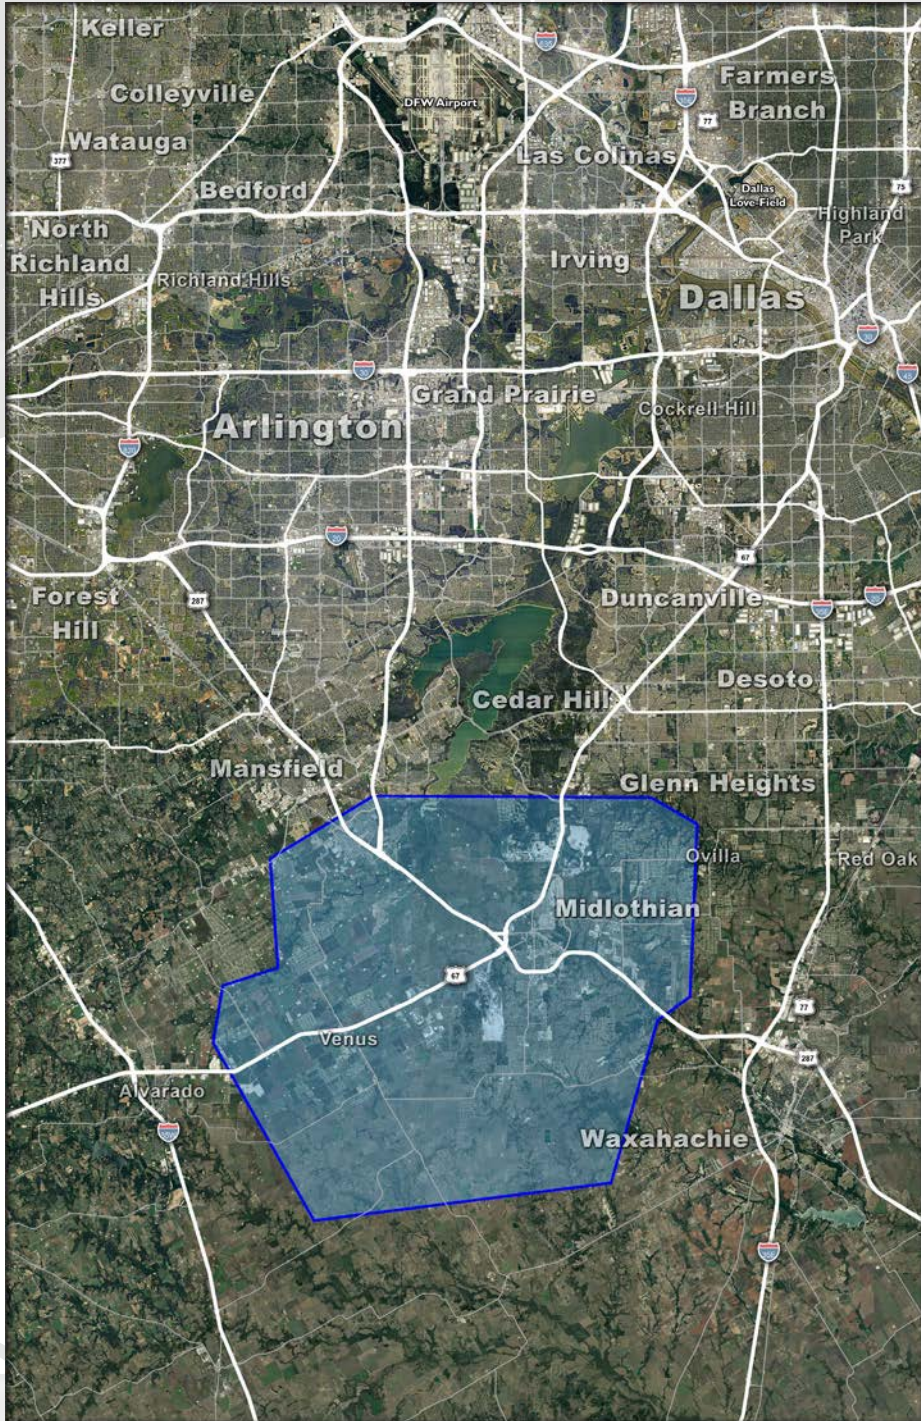 Keller
Colleyville
DFW Airport
Farmers
Branch
77
Watauga
377
Las Colinas
Bedford
Dallas
Love Field
75
North
Richland
Hills
Highland
Park
Richland Hills
Irving
Dallas
30
Grand Prairie
Cockrell Hill
Arlington
20
67
Forest
Hill
287
Duncanville
Desoto
Cedar Hill
Mansfield
Glenn Heights
Ovilla
Red Oak
Midlothian
67
77
Venus
287
Alvarado
Waxahachie